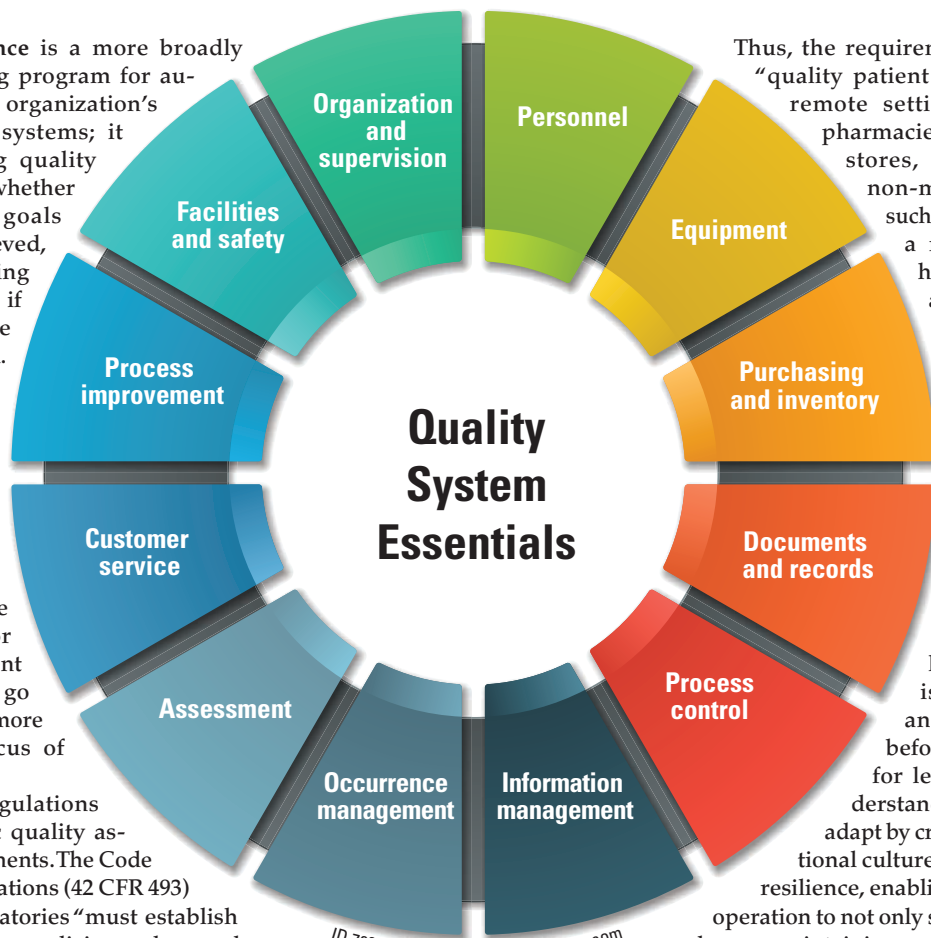 nce is a more broadly
g program for au-
organization's
systems; it
g quality
whether
goals
eved,
ing
if
e
.
e
or
nt
go
more
cus of
gulations
c quality as-
ments. The Code
ations (42 CFR 493)
ratories “must establish
Organization
and
supervision
Personnel
Equipment
Purchasing
and inventory
Documents
and records
Process
control
Information
management
Occurrence
management
Assessment
Customer
service
Process
improvement
Facilities
and safety
Quality
System
Essentials
Thus, the requirem
“quality patient
remote setti
pharmacie
stores,
non-m
such
a
h
a
is
an
befo
for le
derstan
adapt by cr
tional culture
resilience, enabling
operation to not only s